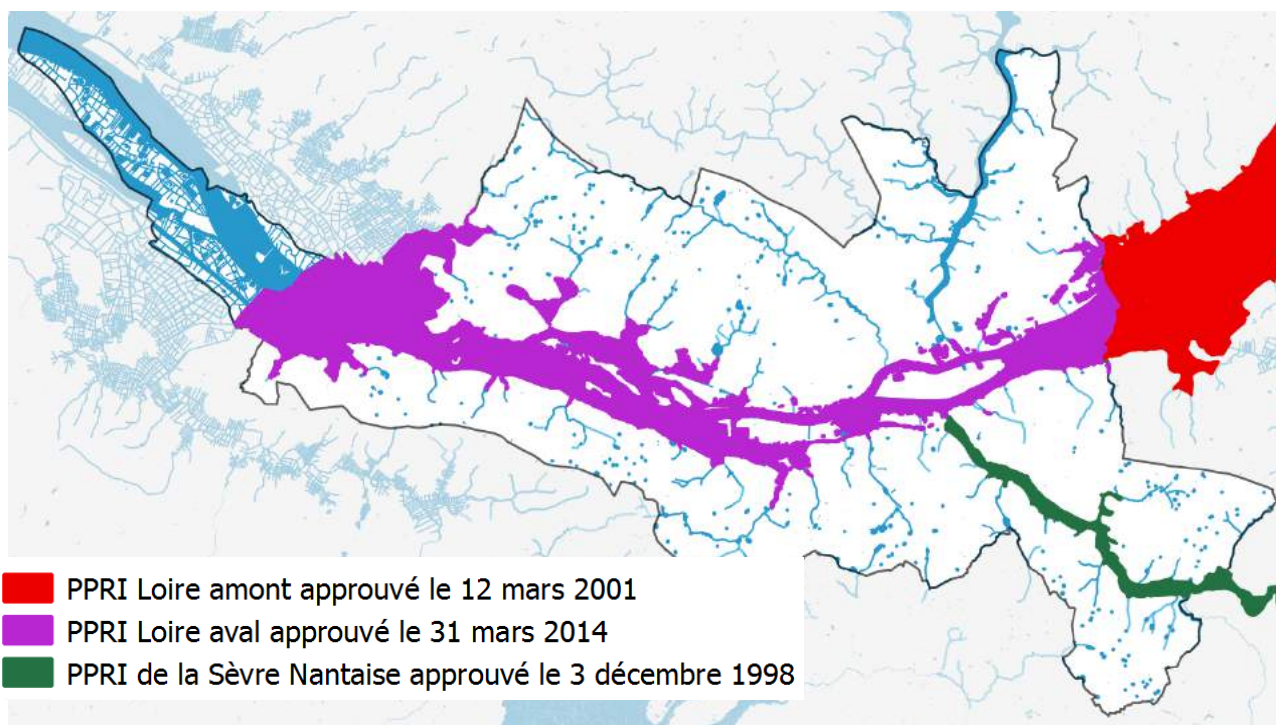 PPRI Loire amont approuvé le 12 mars 2001
PPRI Loire aval approuvé le 31 mars 2014
PPRI de la Sèvre Nantaise approuvé le 3 décembre 1998